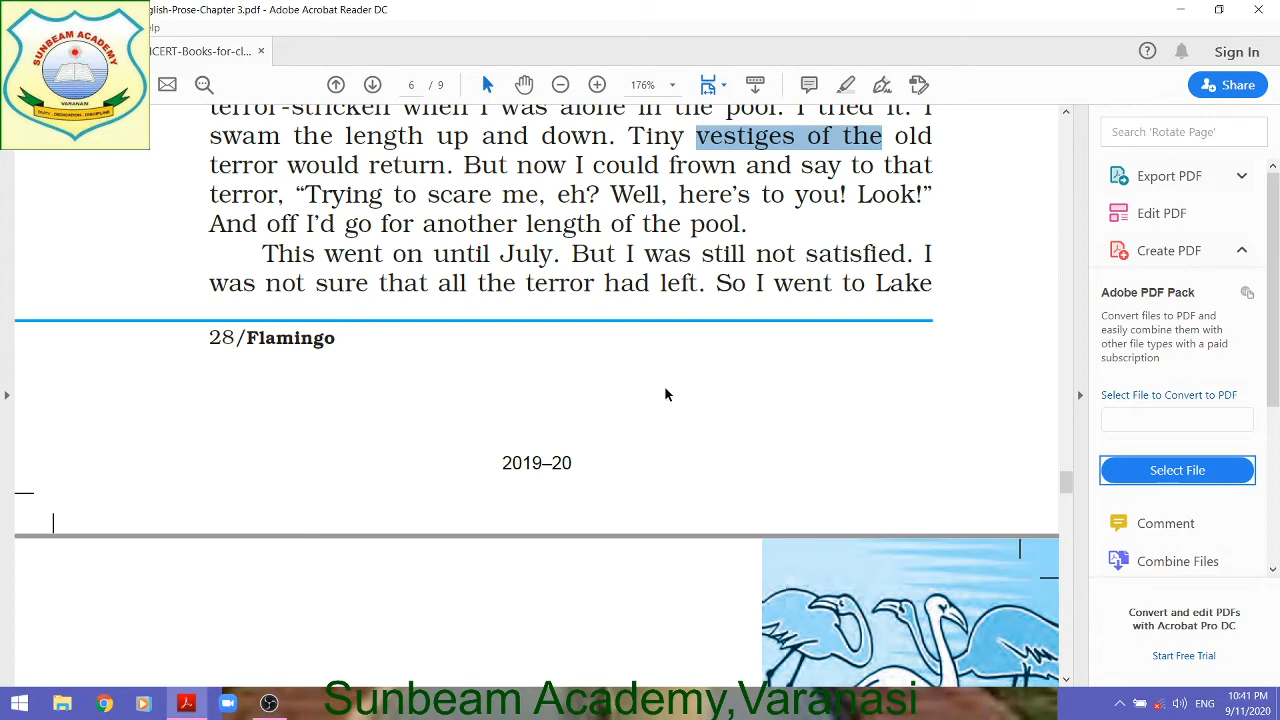 nglish-Prose-Chapter 3.pdf - Adobe Acrobat Reader DC
elp
SUNBEAM ACADEMY
VARANASI
DUTY - DEDICATION - DISCIPLINE
ICERT-Books-for-cl... ×
Sign In
6 / 9
176%
Share
terror-stricken when I was alone in the pool. I tried it. I
swam the length up and down. Tiny vestiges of the old
terror would return. But now I could frown and say to that
terror, “Trying to scare me, eh? Well, here’s to you! Look!”
And off I’d go for another length of the pool.
This went on until July. But I was still not satisfied. I
was not sure that all the terror had left. So I went to Lake
28/Flamingo
2019–20
Search 'Rotate Page'
Export PDF
Edit PDF
Create PDF
Adobe PDF Pack
Convert files to PDF and
easily combine them with
other file types with a paid
subscription
Select File to Convert to PDF
Select File
Comment
Combine Files
Convert and edit PDFs
with Acrobat Pro DC
Start Free Trial
Sunbeam Academy,Varanasi
ENG
10:41 PM
9/11/2020